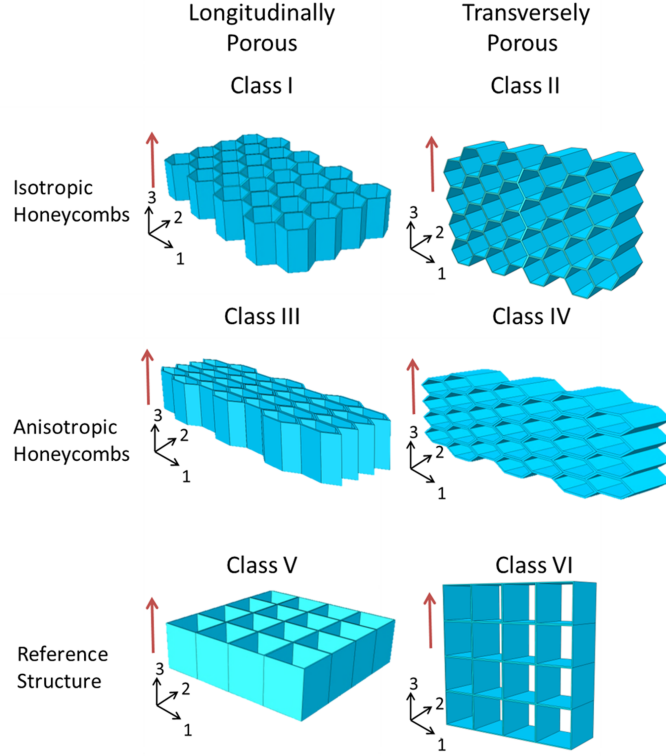 Longitudinally
Porous
Transversely
Porous
Class I
Class II
Isotropic
Honeycombs
3
2
1
3
2
1
Class III
Class IV
Anisotropic
Honeycombs
3
2
1
3
2
1
Class V
Class VI
Reference
Structure
3
2
1
3
2
1